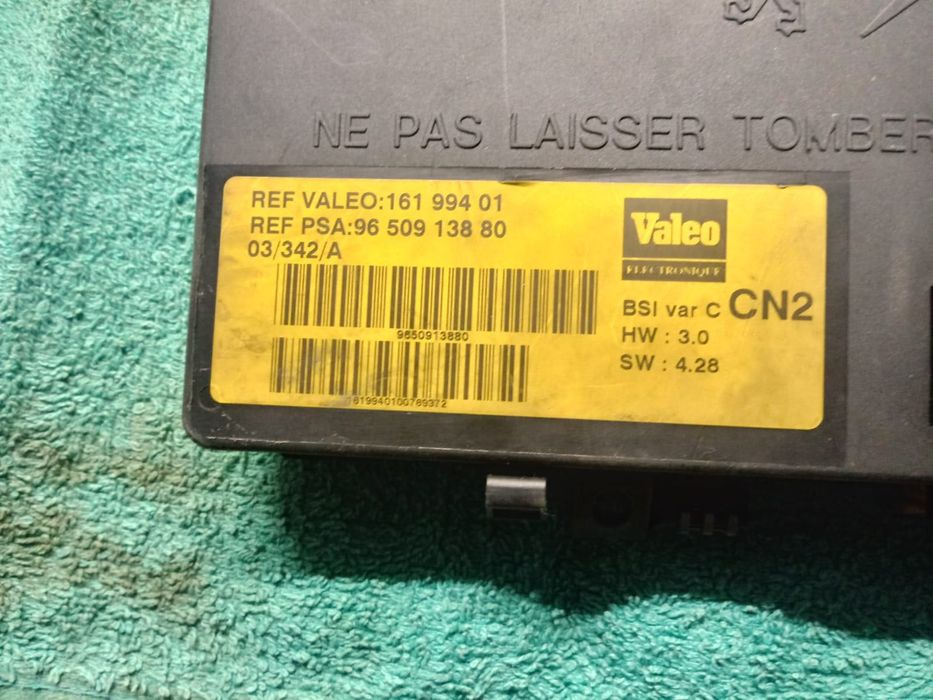 NE PAS LAISSER TOMBER
REF VALEO:161 994 01
REF PSA:96 509 138 80
03/342/A
9650913880
1619940100789372
Valeo
ELECTRONIQUE
BSI var C CN2
HW : 3.0
SW : 4.28